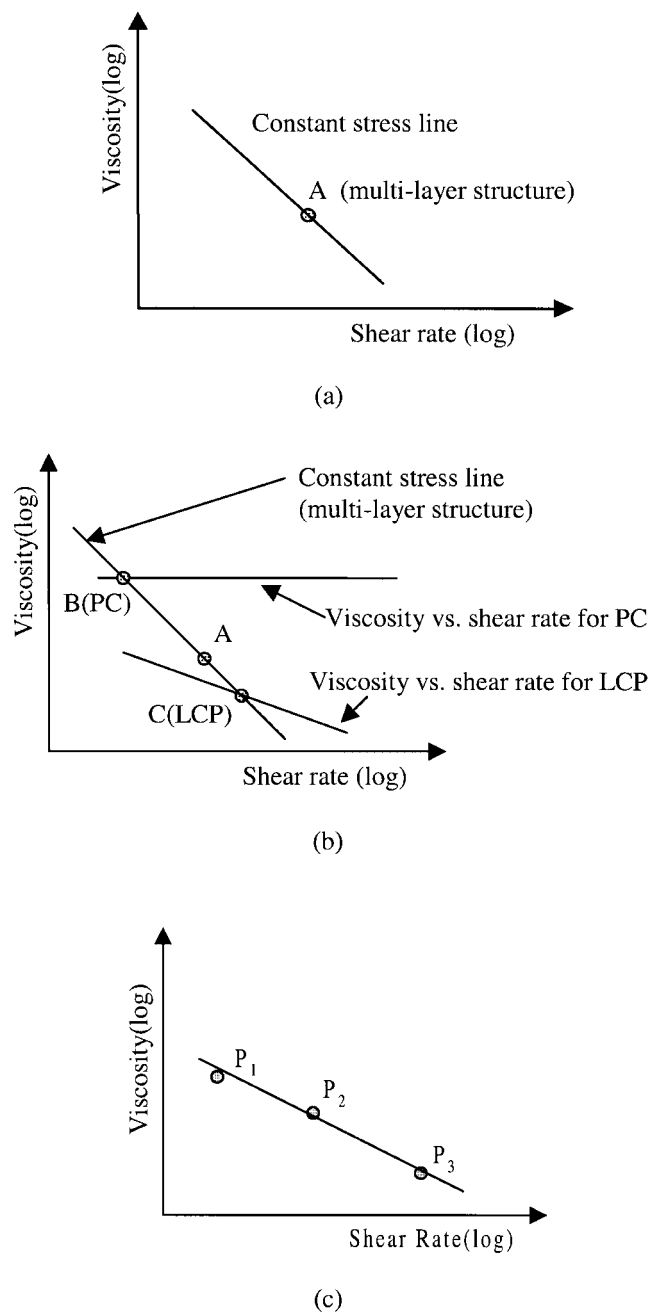 Viscosity(log)
Constant stress line
A (multi-layer structure)
Shear rate (log)
(a)
Viscosity(log)
Constant stress line
(multi-layer structure)
B(PC)
Viscosity vs. shear rate for PC
A
Viscosity vs. shear rate for LCP
C(LCP)
Shear rate (log)
(b)
Viscosity(log)
P1
P2
P3
Shear Rate(log)
(c)